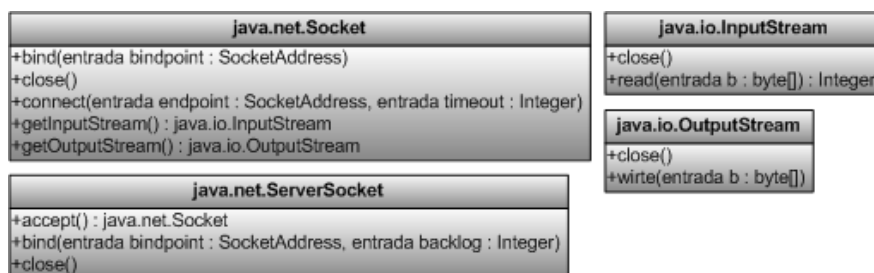 java.net.Socket
+bind(entrada bindpoint : SocketAddress)
+close()
+connect(entrada endpoint : SocketAddress, entrada timeout : Integer)
+getInputStream() : java.io.InputStream
+getOutputStream() : java.io.OutputStream
java.net.ServerSocket
+accept() : java.net.Socket
+bind(entrada bindpoint : SocketAddress, entrada backlog : Integer)
+close()
java.io.InputStream
+close()
+read(entrada b : byte[]) : Integer
java.io.OutputStream
+close()
+wirte(entrada b : byte[])